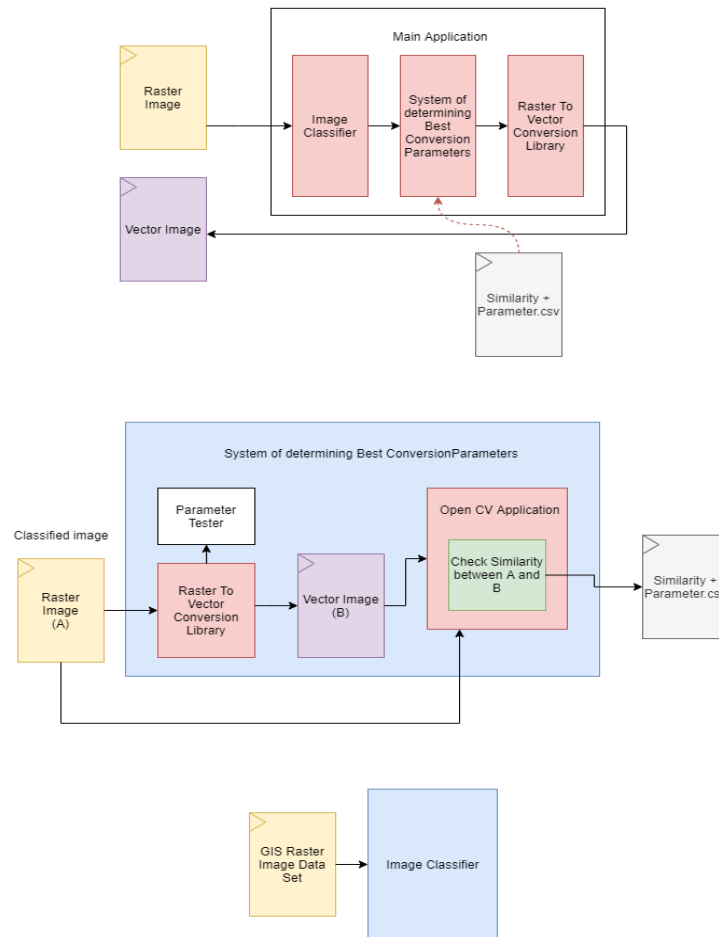 Main Application
Raster
Image
Image
Classifier
System of
determining
Best
Conversion
Parameters
Raster To
Vector
Conversion
Library
Vector Image
Similarity +
Parameter.csv
System of determining Best ConversionParameters
Parameter
Tester
Open CV Application
Classified image
Check Similarity
between A and
B
Raster
Image
(A)
Raster To
Vector
Conversion
Library
Vector Image
(B)
Similarity +
Parameter.cs
GIS Raster
Image Data
Set
Image Classifier